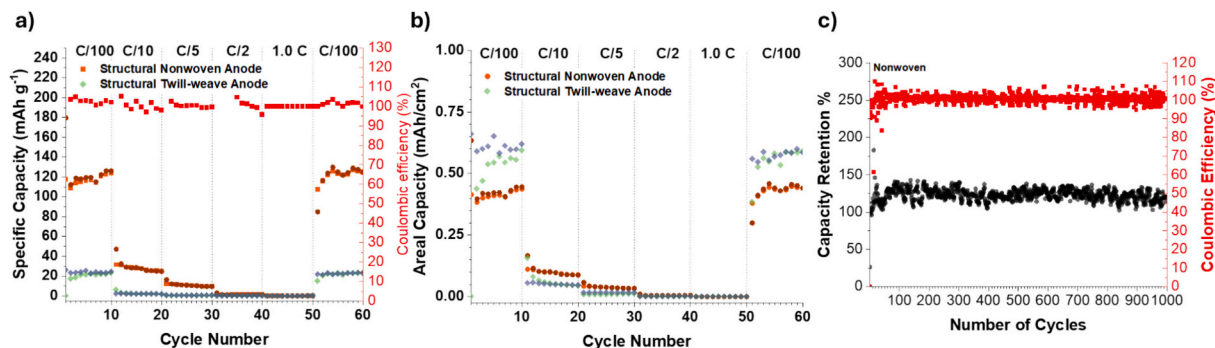 a)
C/100 C/10 C/5 C/2 1.0 C C/100
Structural Nonwoven Anode
Structural Twill-weave Anode
Specific Capacity (mAh g⁻¹)
240
220
200
180
160
140
120
100
80
60
40
20
0
0 10 20 30 40 50 60
Cycle Number
130
120
110
100
90
80
70
60
50
40
30
20
10
0
Coulombic efficiency (%)
b)
C/100 C/10 C/5 C/2 1.0 C C/100
Structural Nonwoven Anode
Structural Twill-weave Anode
Areal Capacity (mAh/cm²)
1.00
0.75
0.50
0.25
0.00
10 20 30 40 50 60
Cycle Number
c)
Nonwoven
Capacity Retention %
300
250
200
150
100
50
0
100 200 300 400 500 600 700 800 900 1000
Number of Cycles
120
110
100
90
80
70
60
50
40
30
20
10
0
Coulombic Efficiency (%)